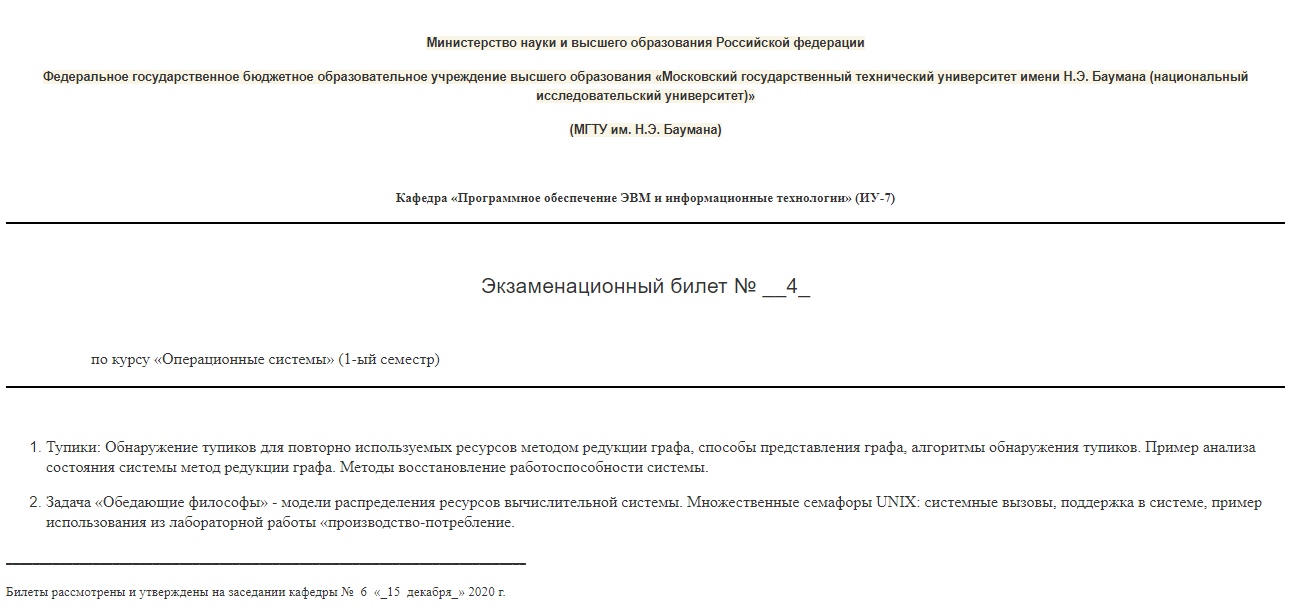 Министерство науки и высшего образования Российской федерации
Федеральное государственное бюджетное образовательное учреждение высшего образования «Московский государственный технический университет имени Н.Э. Баумана (национальный
исследовательский университет)»
(МГТУ им. Н.Э. Баумана)
Кафедра «Программное обеспечение ЭВМ и информационные технологии» (ИУ-7)
Экзаменационный билет № __4_
по курсу «Операционные системы» (1-ый семестр)
1. Тупики: Обнаружение тупиков для повторно используемых ресурсов методом редукции графа, способы представления графа, алгоритмы обнаружения тупиков. Пример анализа
состояния системы метод редукции графа. Методы восстановление работоспособности системы.
2. Задача «Обедающие философы» - модели распределения ресурсов вычислительной системы. Множественные семафоры UNIX: системные вызовы, поддержка в системе, пример
использования из лабораторной работы «производство-потребление.
Билеты рассмотрены и утверждены на заседании кафедры № 6 «_15 декабря_» 2020 г.